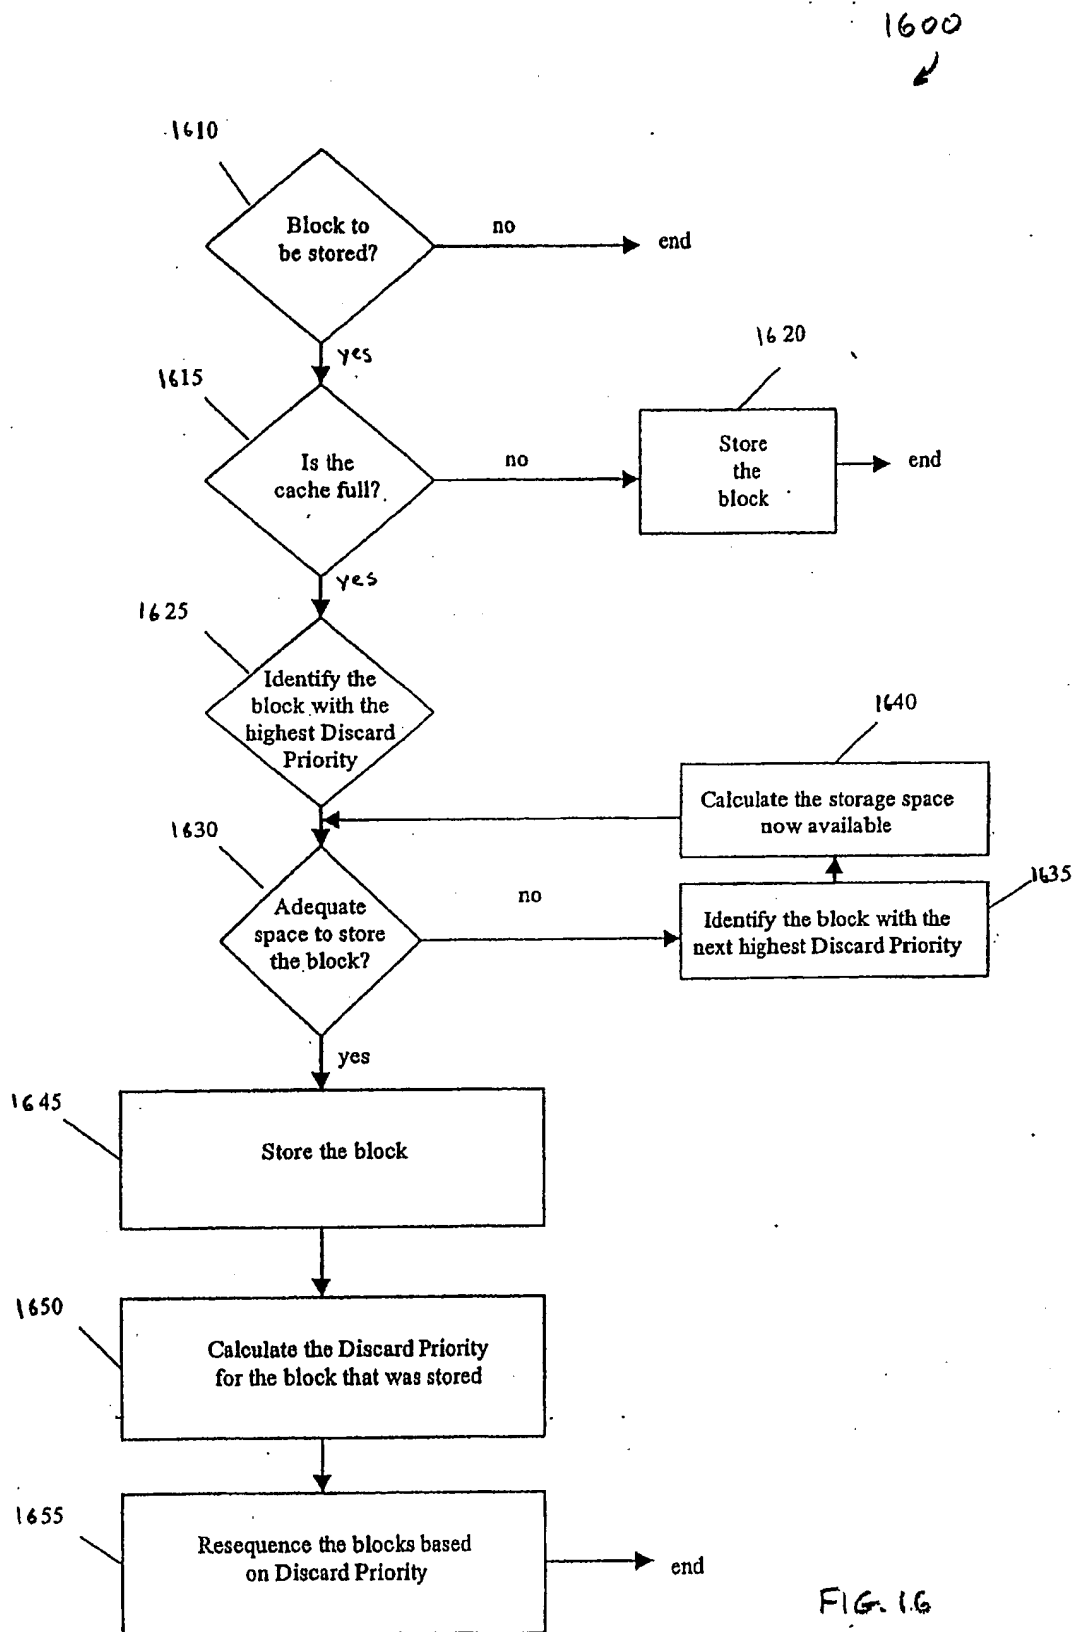 1600
1610
Block to
be stored?
no
end
yes
1615
Is the
cache full?
no
1620
Store
the
block
end
yes
1625
Identify the
block with the
highest Discard
Priority
1640
Calculate the storage space
now available
1630
Adequate
space to store
the block?
no
1635
Identify the block with the
next highest Discard Priority
yes
1645
Store the block
1650
Calculate the Discard Priority
for the block that was stored
1655
Resequence the blocks based
on Discard Priority
end
FIG. 16